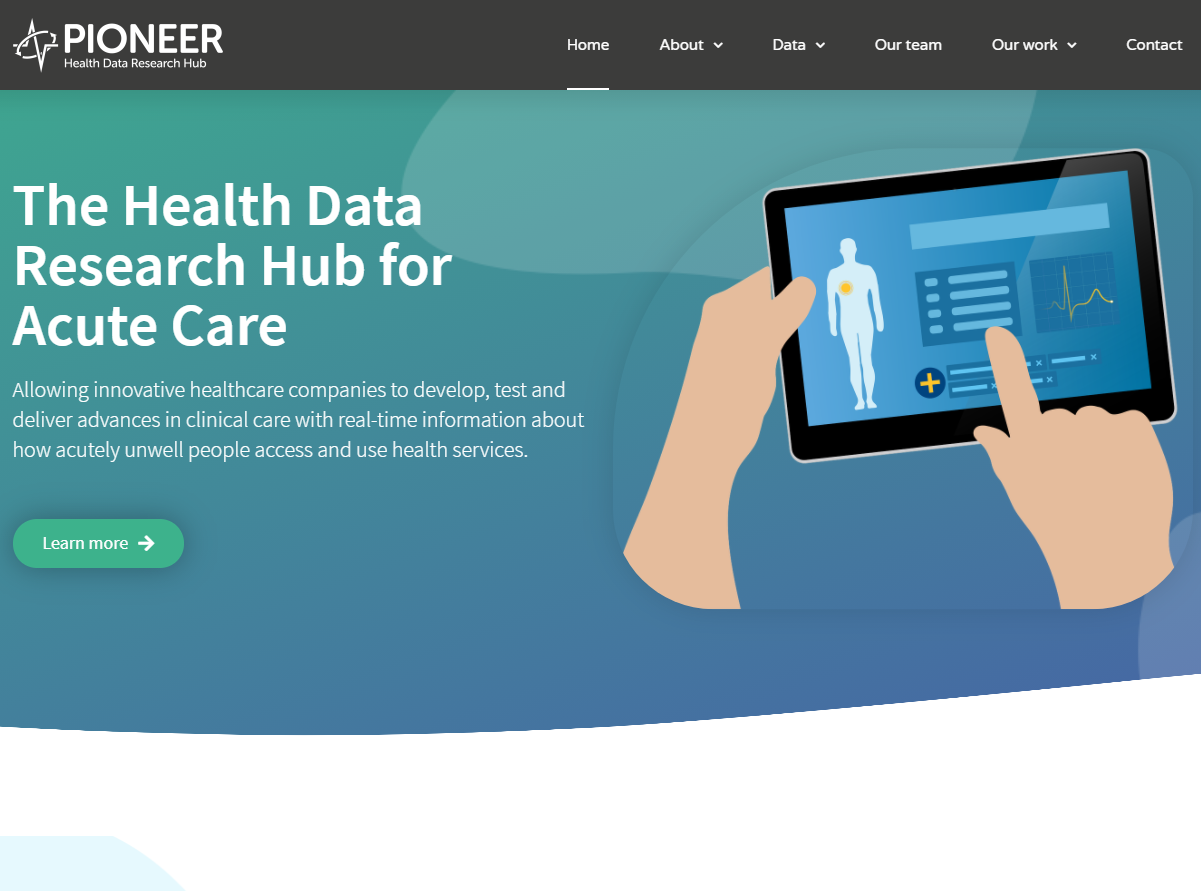 PIONEER
Health Data Research Hub
Home
About
Data
Our team
Our work
Contact
The Health Data
Research Hub for
Acute Care
Allowing innovative healthcare companies to develop, test and
deliver advances in clinical care with real-time information about
how acutely unwell people access and use health services.
Learn more